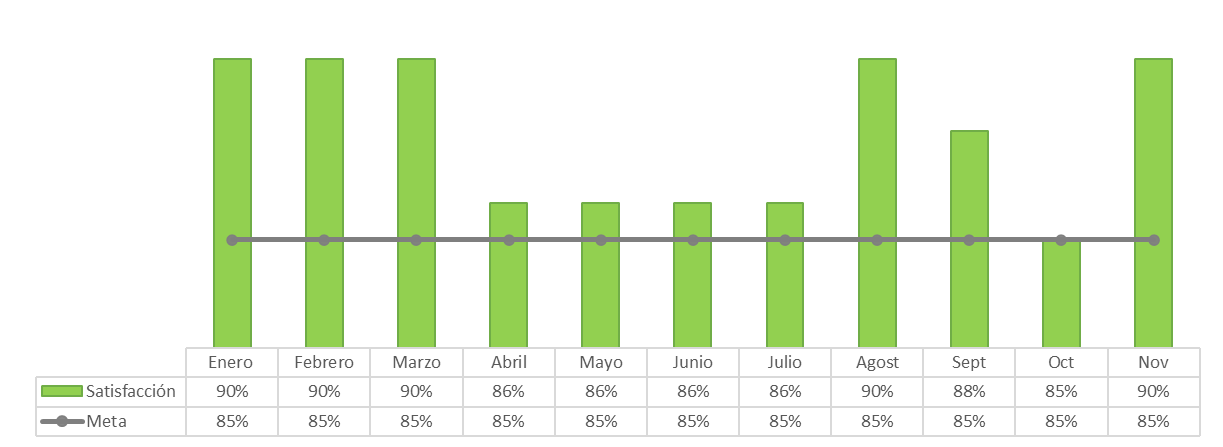 Enero Febrero Marzo Abril Mayo Junio Julio Agost Sept Oct Nov
Satisfacción 90% 90% 90% 86% 86% 86% 86% 90% 88% 85% 90%
Meta 85% 85% 85% 85% 85% 85% 85% 85% 85% 85% 85%